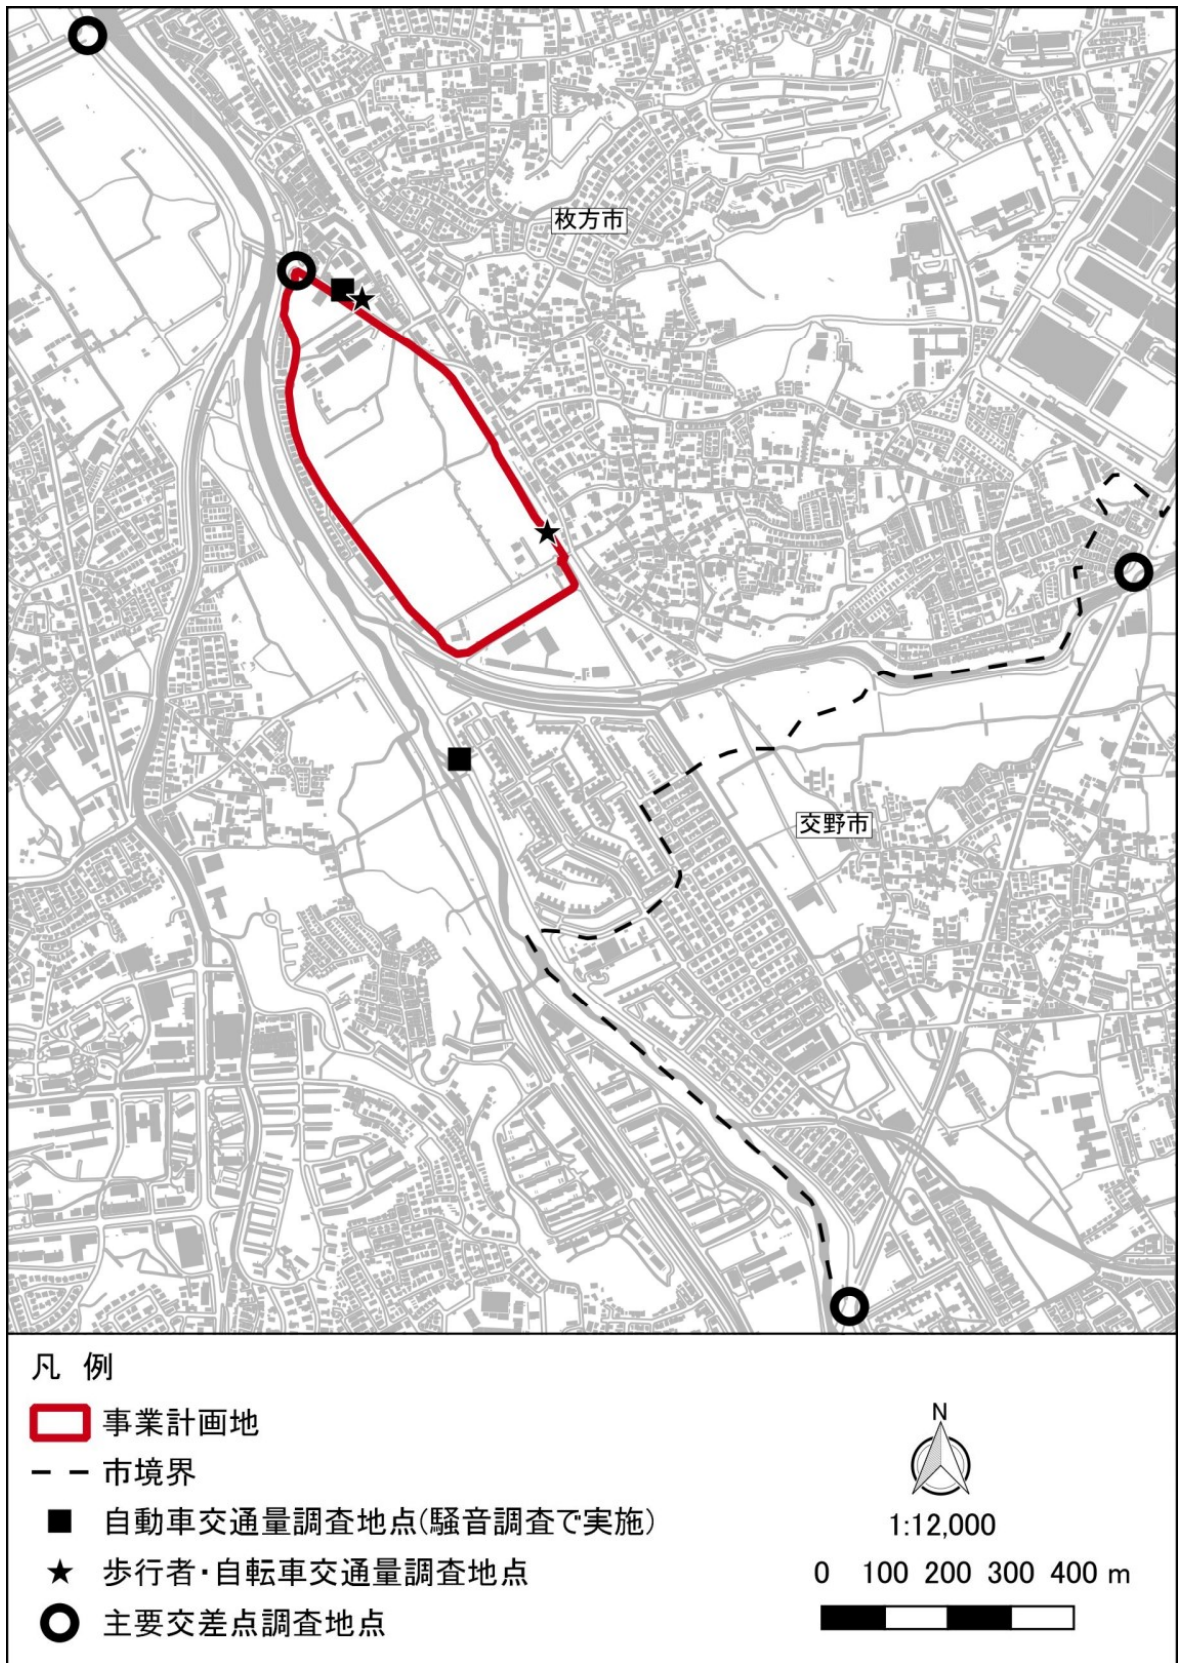 枚方市
交野市
凡 例
事業計画地
市境界
自動車交通量調査地点(騒音調査で実施)
歩行者・自転車交通量調査地点
主要交差点調査地点
N
1:12,000
0 100 200 300 400 m